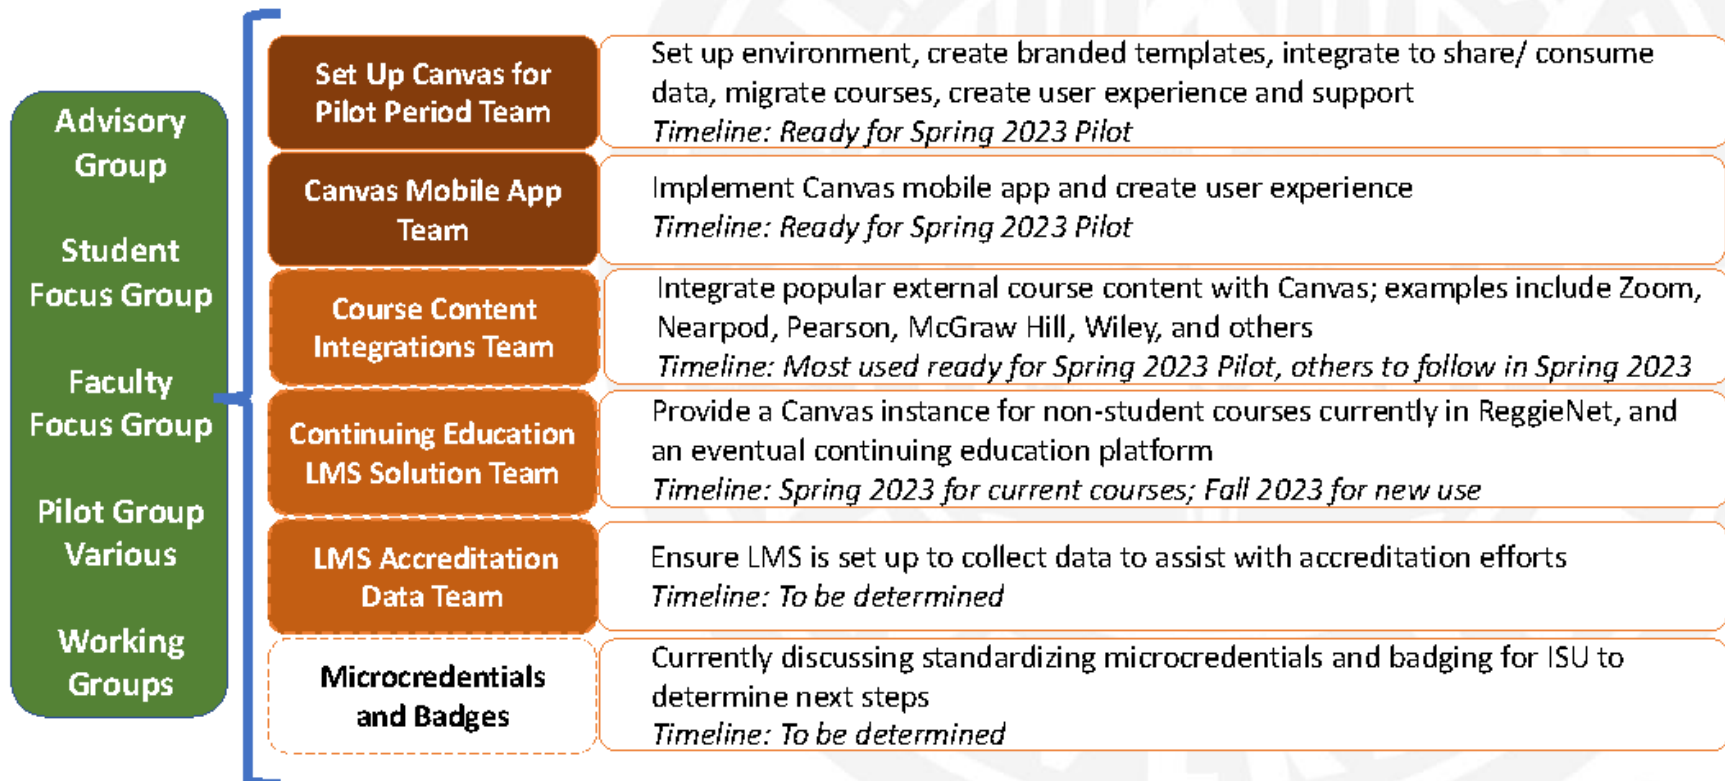 Advisory
Group
Student
Focus Group
Faculty
Focus Group
Pilot Group
Various
Working
Groups
Set Up Canvas for
Pilot Period Team
Set up environment, create branded templates, integrate to share/ consume
data, migrate courses, create user experience and support
Timeline: Ready for Spring 2023 Pilot
Canvas Mobile App
Team
Implement Canvas mobile app and create user experience
Timeline: Ready for Spring 2023 Pilot
Course Content
Integrations Team
Integrate popular external course content with Canvas; examples include Zoom,
Nearpod, Pearson, McGraw Hill, Wiley, and others
Timeline: Most used ready for Spring 2023 Pilot, others to follow in Spring 2023
Continuing Education
LMS Solution Team
Provide a Canvas instance for non-student courses currently in ReggieNet, and
an eventual continuing education platform
Timeline: Spring 2023 for current courses; Fall 2023 for new use
LMS Accreditation
Data Team
Ensure LMS is set up to collect data to assist with accreditation efforts
Timeline: To be determined
Microcredentials
and Badges
Currently discussing standardizing microcredentials and badging for ISU to
determine next steps
Timeline: To be determined